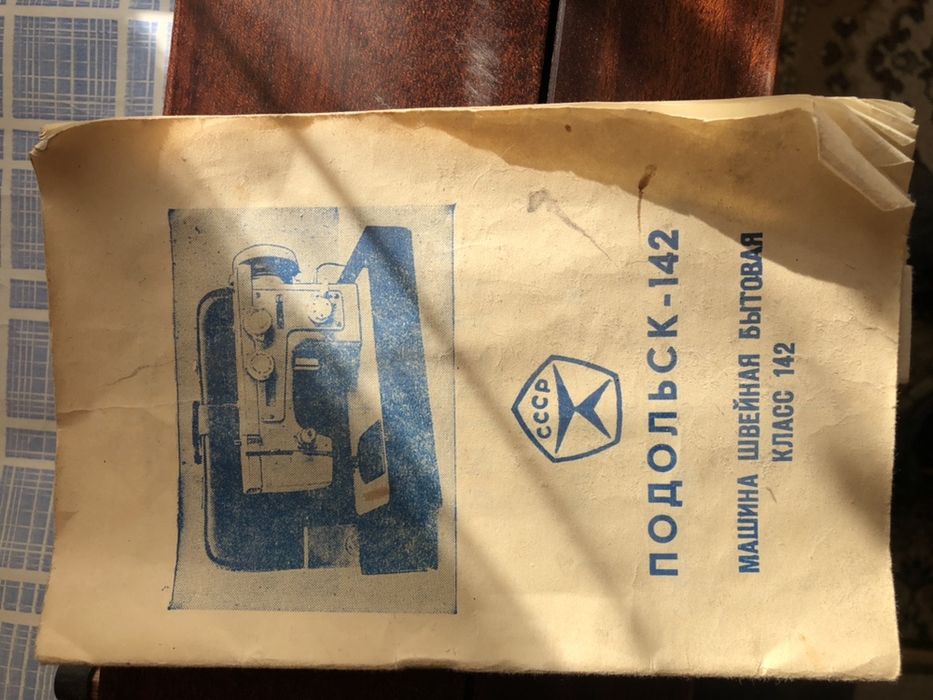 СССР
ПОДОЛЬСК-142
МАШИНА ШВЕЙНАЯ БЫТОВАЯ
КЛАСС 142